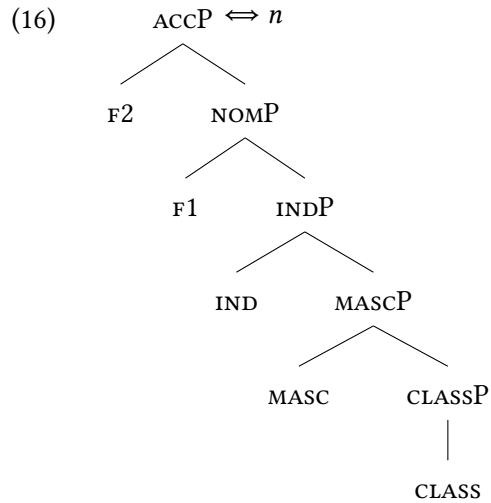 (16) ACCP ⇔ n
F2 NOMP
F1 INDP
IND MASCP
MASC CLASSP
CLASS